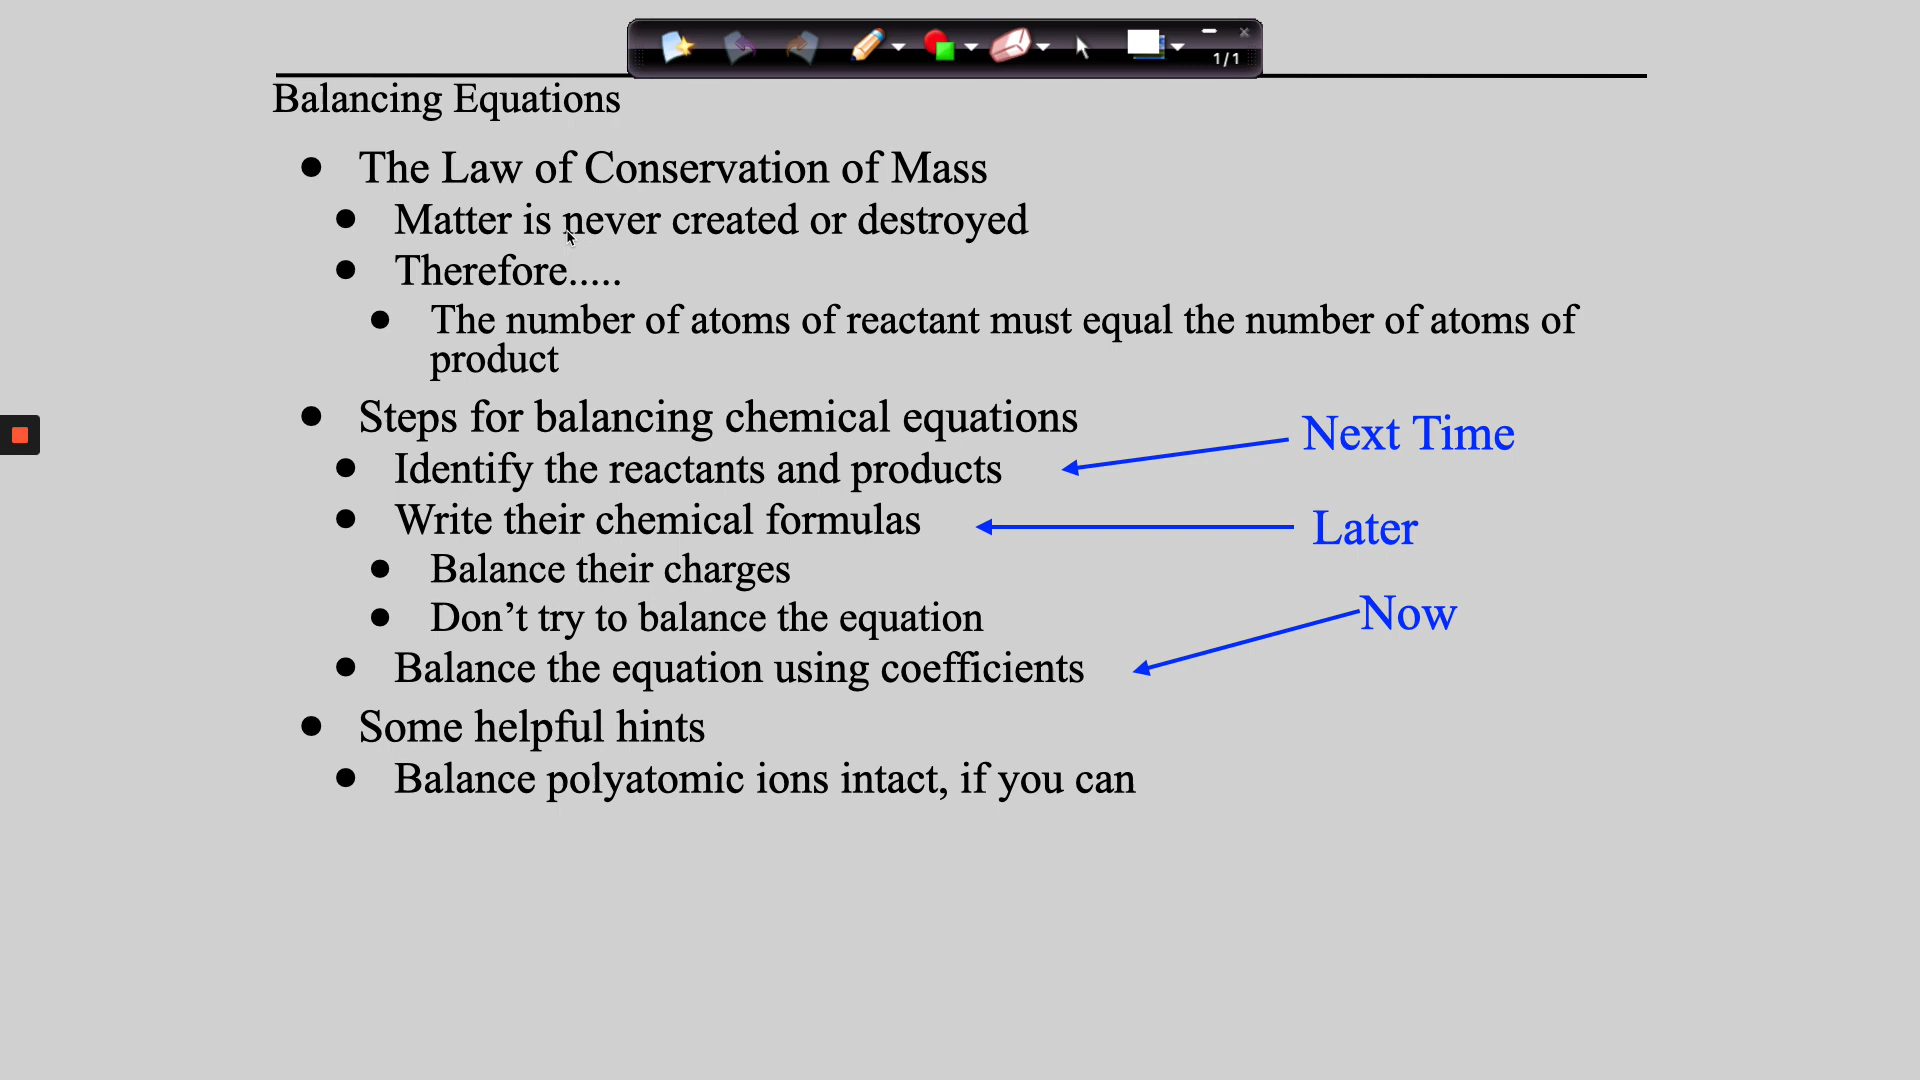 1/1
Balancing Equations
● The Law of Conservation of Mass
● Matter is never created or destroyed
● Therefore.....
● The number of atoms of reactant must equal the number of atoms of
product
● Steps for balancing chemical equations
Next Time
● Identify the reactants and products
● Write their chemical formulas
Later
● Balance their charges
● Don’t try to balance the equation
Now
● Balance the equation using coefficients
● Some helpful hints
● Balance polyatomic ions intact, if you can